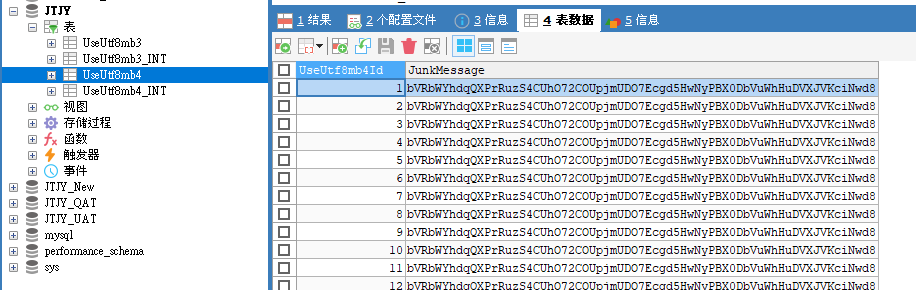 JTJY
表
UseUtf8mb3
UseUtf8mb3_INT
UseUtf8mb4
UseUtf8mb4_INT
视图
存储过程
函数
触发器
事件
JTJY_New
JTJY_QAT
JTJY_UAT
mysql
performance_schema
sys
1 结果
2 个配置文件
3 信息
4 表数据
5 信息
UseUtf8mb4Id JunkMessage
1 bVRbWYhdqQXPrRuzS4CUhO72COUpjmUDO7Ecgd5HwNyPBX0DbVuWhHuDVXJVKciNwd8
2 bVRbWYhdqQXPrRuzS4CUhO72COUpjmUDO7Ecgd5HwNyPBX0DbVuWhHuDVXJVKciNwd8
3 bVRbWYhdqQXPrRuzS4CUhO72COUpjmUDO7Ecgd5HwNyPBX0DbVuWhHuDVXJVKciNwd8
4 bVRbWYhdqQXPrRuzS4CUhO72COUpjmUDO7Ecgd5HwNyPBX0DbVuWhHuDVXJVKciNwd8
5 bVRbWYhdqQXPrRuzS4CUhO72COUpjmUDO7Ecgd5HwNyPBX0DbVuWhHuDVXJVKciNwd8
6 bVRbWYhdqQXPrRuzS4CUhO72COUpjmUDO7Ecgd5HwNyPBX0DbVuWhHuDVXJVKciNwd8
7 bVRbWYhdqQXPrRuzS4CUhO72COUpjmUDO7Ecgd5HwNyPBX0DbVuWhHuDVXJVKciNwd8
8 bVRbWYhdqQXPrRuzS4CUhO72COUpjmUDO7Ecgd5HwNyPBX0DbVuWhHuDVXJVKciNwd8
9 bVRbWYhdqQXPrRuzS4CUhO72COUpjmUDO7Ecgd5HwNyPBX0DbVuWhHuDVXJVKciNwd8
10 bVRbWYhdqQXPrRuzS4CUhO72COUpjmUDO7Ecgd5HwNyPBX0DbVuWhHuDVXJVKciNwd8
11 bVRbWYhdqQXPrRuzS4CUhO72COUpjmUDO7Ecgd5HwNyPBX0DbVuWhHuDVXJVKciNwd8
12 bVRbWYhdqQXPrRuzS4CUhO72COUpjmUDO7Ecgd5HwNyPBX0DbVuWhHuDVXJVKciNwd8